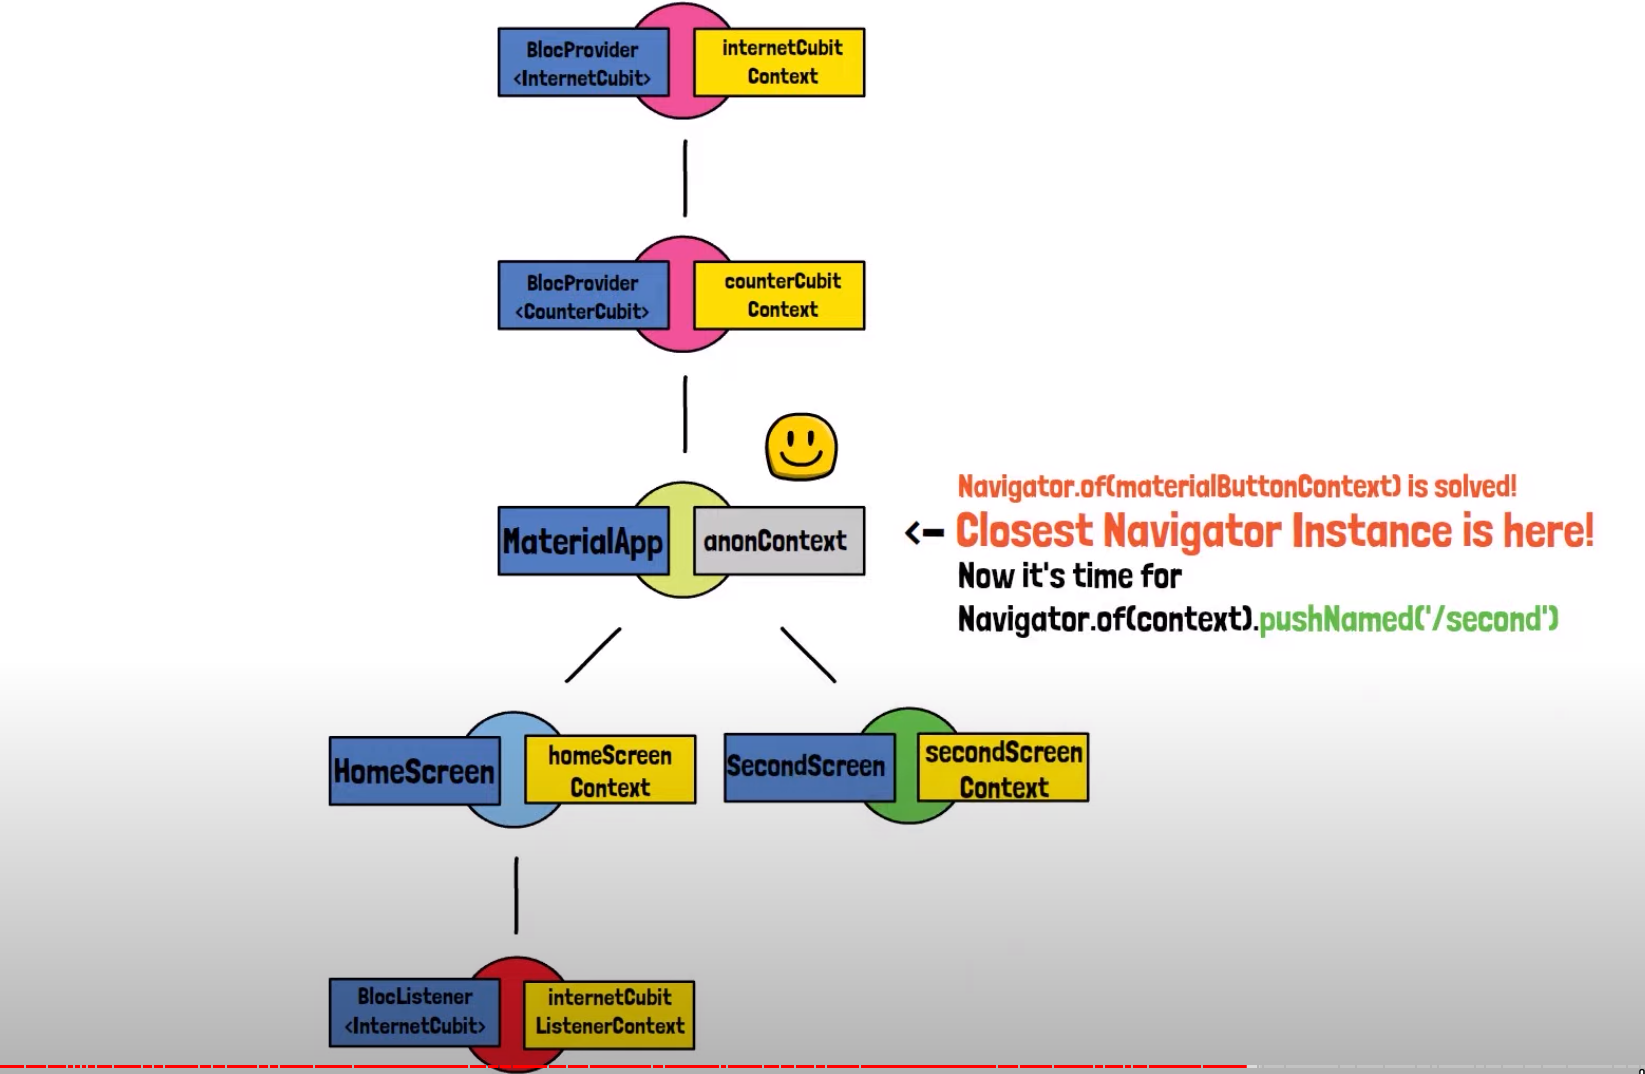 BlocProvider
<InternetCubit>
internetCubit
Context
BlocProvider
<CounterCubit>
counterCubit
Context
MaterialApp
anonContext
Navigator.of(materialButtonContext) is solved!
<- Closest Navigator Instance is here!
Now it's time for
Navigator.of(context).pushNamed('/second')
HomeScreen
homeScreen
Context
SecondScreen
secondScreen
Context
BlocListener
<InternetCubit>
internetCubit
ListenerContext